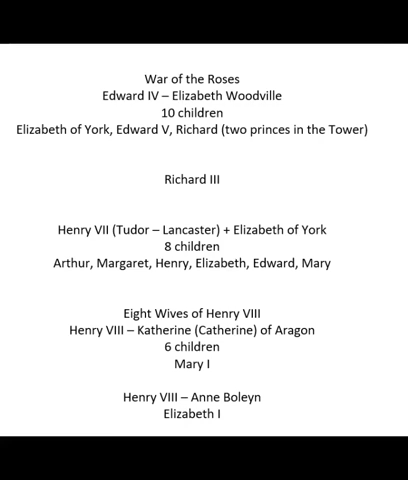 War of the Roses
Edward IV – Elizabeth Woodville
10 children
Elizabeth of York, Edward V, Richard (two princes in the Tower)
Richard III
Henry VII (Tudor – Lancaster) + Elizabeth of York
8 children
Arthur, Margaret, Henry, Elizabeth, Edward, Mary
Eight Wives of Henry VIII
Henry VIII – Katherine (Catherine) of Aragon
6 children
Mary I
Henry VIII – Anne Boleyn
Elizabeth I